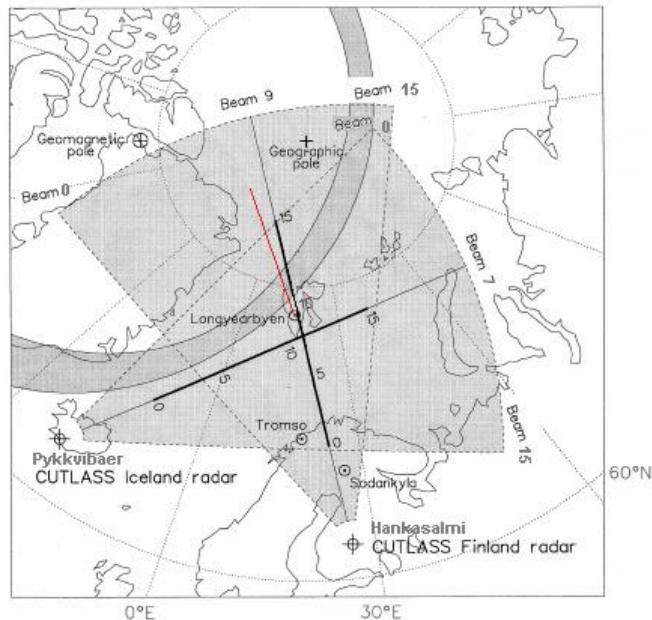 Beam 9
Beam 15
Beam 0
Geomagnetic
pole
Geographic
pole
Beam 0
15
Beam 7
10
Longyearbyen
15
10
5
5
0
Tromso
0
Beam 15
Pykkvibaer
CUTLASS Iceland radar
Sodankyla
60°N
Hankasalmi
CUTLASS Finland radar
0°E
30°E